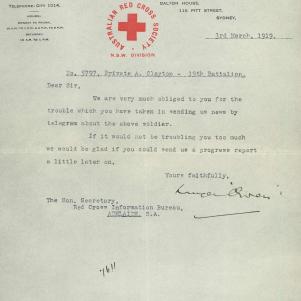 TELEPHONE: CITY 1014.
HOURS:
AUSTRALIAN RED CROSS SOCIETY
N.S.W. DIVISION
DALTON HOUSE,
115 PITT STREET,
SYDNEY,
3rd March, 1919.
No. 5797, Private A. Clayton - 19th Battalion.
Dear Sir,
We are very much obliged to you for the
trouble which you have taken in sending us news by
telegram about the above soldier.
If it would not be troubling you too much
we would be glad if you could send us a progress report
a little later on.
Yours faithfully,
The Hon. Secretary,
Red Cross Information Bureau,
ADELAIDE. S.A.